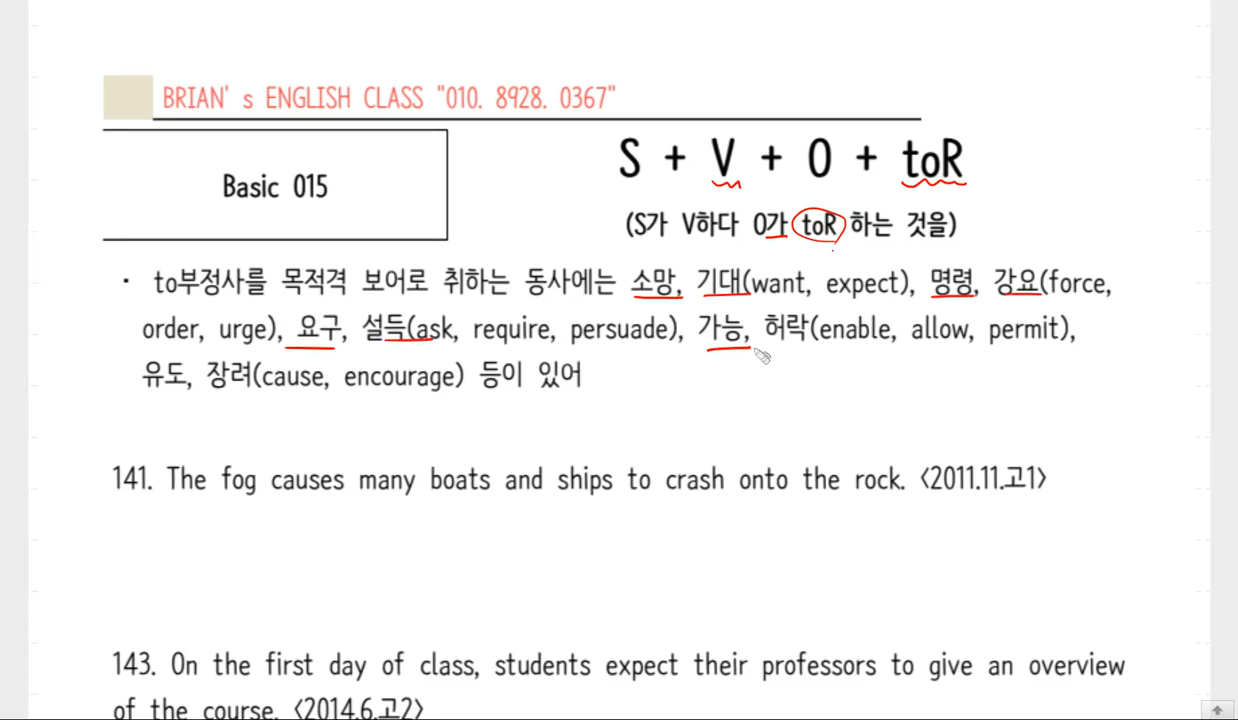 BRIAN' s ENGLISH CLASS "010. 8928. 0367"
Basic 015
S + V + O + toR
(S가 V하다 O가 toR 하는 것을)
· to부정사를 목적격 보어로 취하는 동사에는 소망, 기대(want, expect), 명령, 강요(force,
order, urge), 요구, 설득(ask, require, persuade), 가능, 허락(enable, allow, permit),
유도, 장려(cause, encourage) 등이 있어
141. The fog causes many boats and ships to crash onto the rock. <2011.11.고1>
143. On the first day of class, students expect their professors to give an overview
of the course. <2014.6.고2>